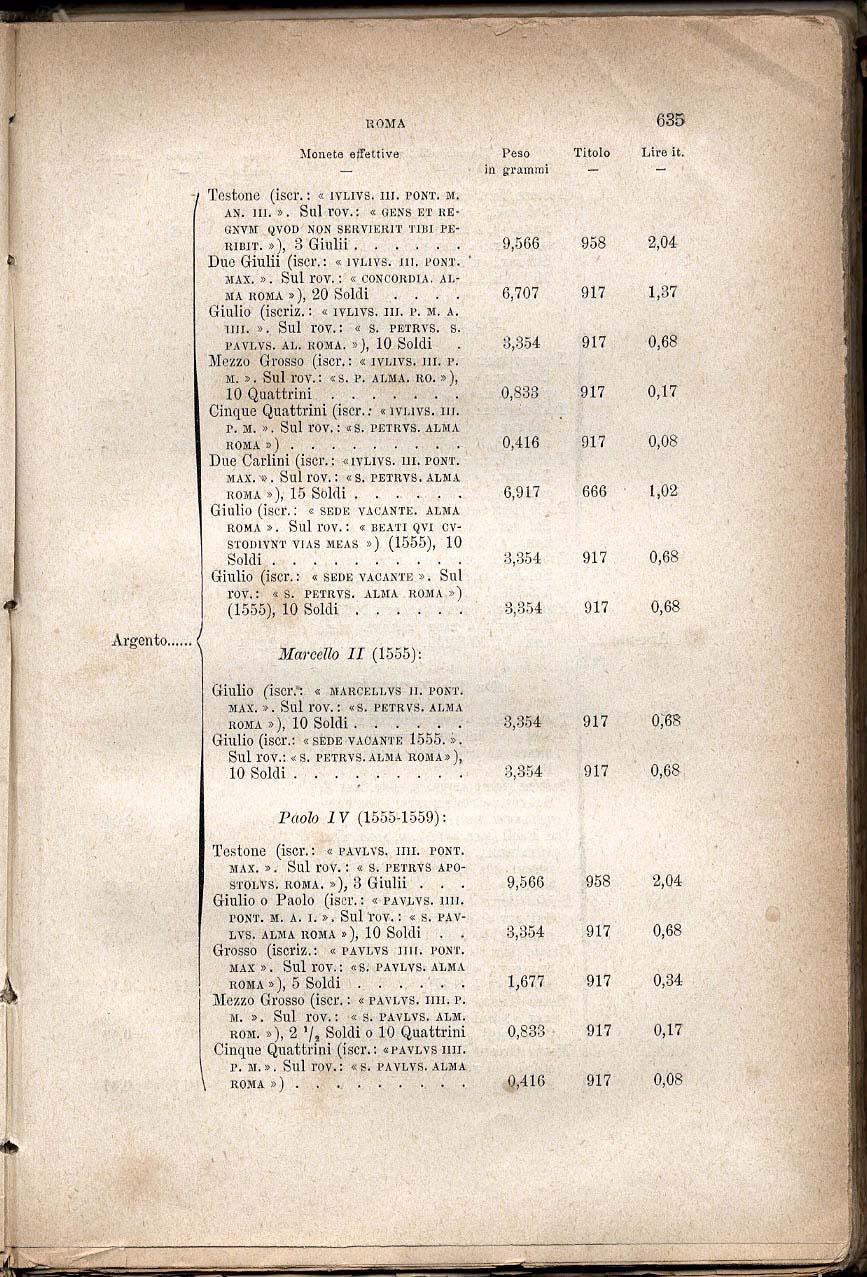 ROMA 635
Monete effettive Peso in grammi Titolo Lire it.
Testone (iscr.: « IVLIVS. III. PONT. M.
AN. III. ». Sul rov.: « GENS ET RE-
GNVM QVOD NON SERVIERIT TIBI PE-
RIBIT. »), 3 Giulii . . . . . . 9,566 958 2,04
Due Giulii (iscr.: « IVLIVS. III. PONT.
MAX. ». Sul rov.: « CONCORDIA. AL-
MA ROMA »), 20 Soldi . . . . 6,707 917 1,37
Giulio (iscriz.: « IVLIVS. III. P. M. A.
IIII. ». Sul rov.: « S. PETRVS. S.
PAVLVS. AL. ROMA. »), 10 Soldi . 3,354 917 0,68
Mezzo Grosso (iscr.: « IVLIVS. III. P.
M. ». Sul rov.: «S. P. ALMA. RO. »),
10 Quattrini . . . . . . . 0,833 917 0,17
Cinque Quattrini (iscr.: « IVLIVS. III.
P. M. ». Sul rov.: «S. PETRVS. ALMA
ROMA ») . . . . . . . . . 0,416 917 0,08
Due Carlini (iscr.: «IVLIVS. III. PONT.
MAX. ». Sul rov.: «S. PETRVS. ALMA
ROMA »), 15 Soldi . . . . . . 6,917 666 1,02
Giulio (iscr.: « SEDE VACANTE. ALMA
ROMA ». Sul rov.: « BEATI QVI CV-
STODIVNT VIAS MEAS ») (1555), 10
Soldi . . . . . . . . . . 3,354 917 0,68
Giulio (iscr.: « SEDE VACANTE ». Sul
rov.: « S. PETRVS. ALMA ROMA »)
(1555), 10 Soldi . . . . . . 3,354 917 0,68
Argento......
Marcello II (1555):
Giulio (iscr.: « MARCELLVS II. PONT.
MAX. ». Sul rov.: «S. PETRVS. ALMA
ROMA »), 10 Soldi . . . . . . 3,354 917 0,68
Giulio (iscr.: « SEDE VACANTE 1555. ».
Sul rov.: « S. PETRVS. ALMA ROMA»),
10 Soldi . . . . . . . . . 3,354 917 0,68
Paolo IV (1555-1559):
Testone (iscr.: « PAVLVS. IIII. PONT.
MAX. ». Sul rov.: « S. PETRVS APO-
STOLVS. ROMA. »), 3 Giulii . . . 9,566 958 2,04
Giulio o Paolo (iscr.: « PAVLVS. IIII.
PONT. M. A. I. ». Sul rov.: « S. PAV-
LVS. ALMA ROMA »), 10 Soldi . . 3,354 917 0,68
Grosso (iscriz.: « PAVLVS IIII. PONT.
MAX ». Sul rov.: «S. PAVLVS. ALMA
ROMA »), 5 Soldi . . . . . . 1,677 917 0,34
Mezzo Grosso (iscr.: « PAVLVS. IIII. P.
M. ». Sul rov.: « S. PAVLVS. ALM.
ROM. »), 2 1/2 Soldi o 10 Quattrini 0,833 917 0,17
Cinque Quattrini (iscr.: «PAVLVS IIII.
P. M.». Sul rov.: «S. PAVLVS. ALMA
ROMA ») . . . . . . . . . 0,416 917 0,08